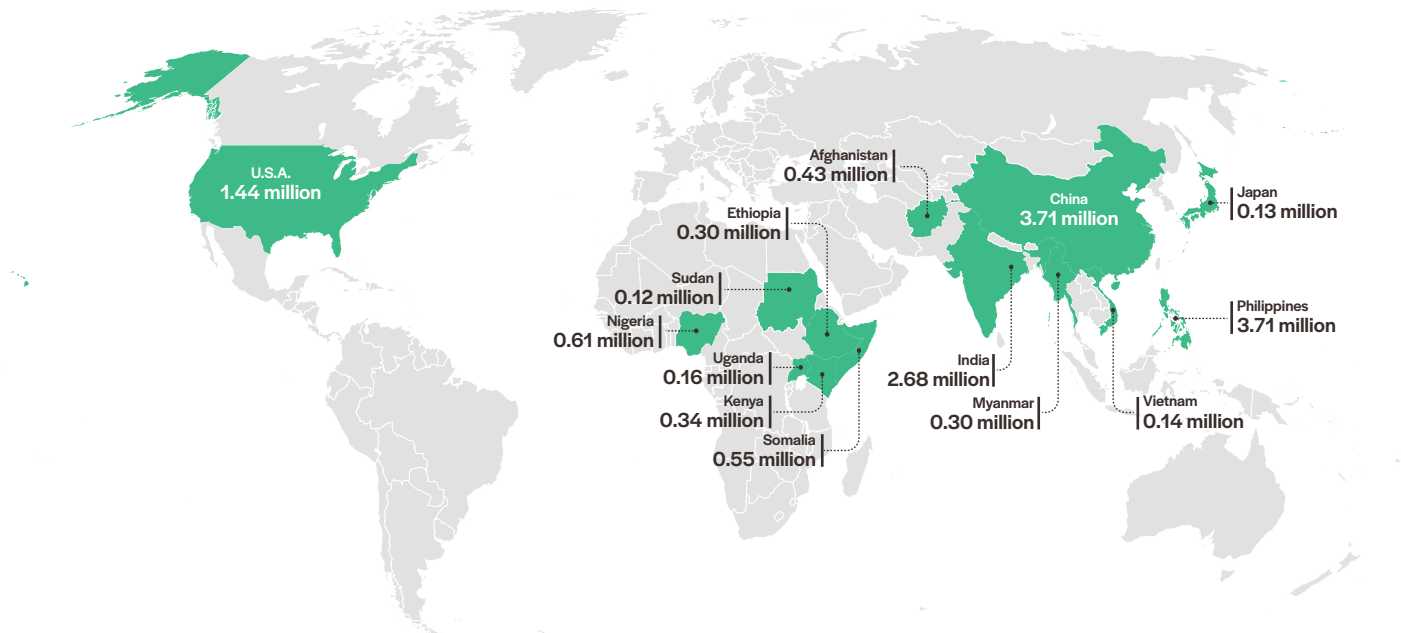 U.S.A.
1.44 million
Afghanistan
0.43 million
China
3.71 million
Japan
0.13 million
Ethiopia
0.30 million
Sudan
0.12 million
Nigeria
0.61 million
Philippines
3.71 million
Uganda
0.16 million
India
2.68 million
Kenya
0.34 million
Myanmar
0.30 million
Vietnam
0.14 million
Somalia
0.55 million